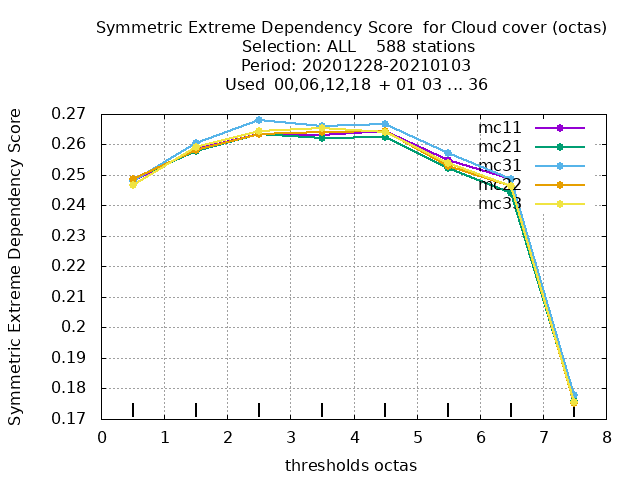 Symmetric Extreme Dependency Score  for Cloud cover (octas)
Selection: ALL    588 stations
Period: 20201228-20210103
Used  00,06,12,18 + 01 03 ... 36
Symmetric Extreme Dependency Score
0.27
0.26
0.25
0.24
0.23
0.22
0.21
0.2
0.19
0.18
0.17
mc11
mc21
mc31
mc22
mc33
0 1 2 3 4 5 6 7 8
thresholds octas